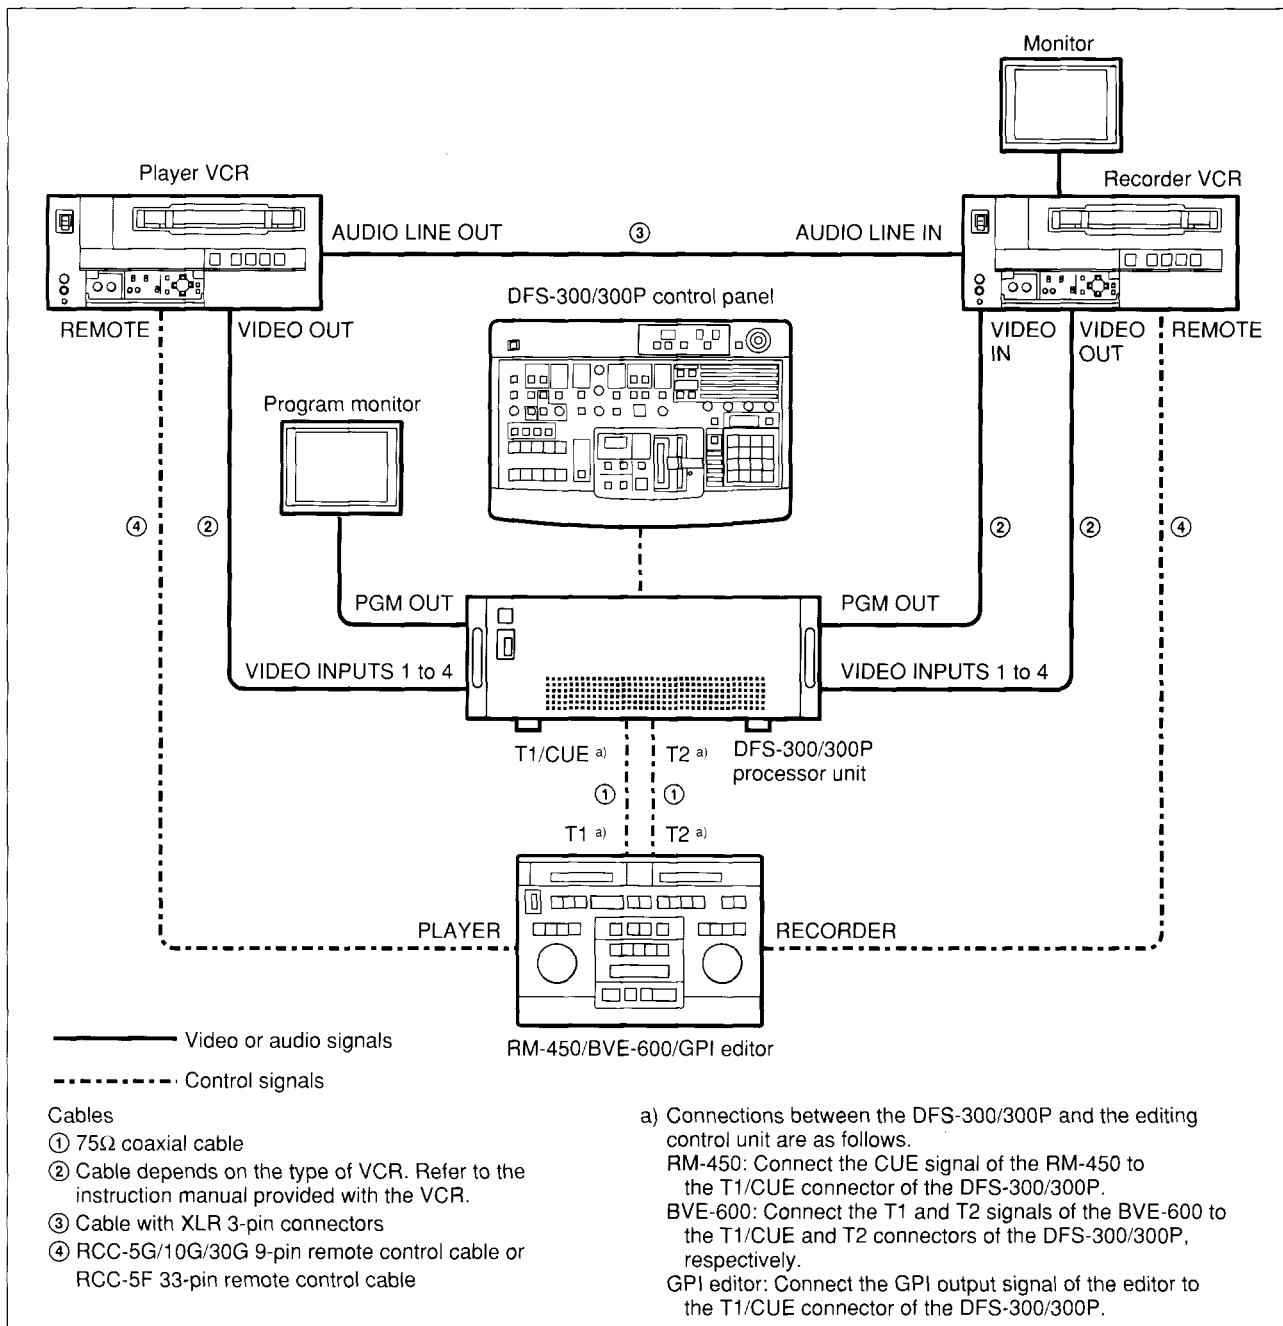 Monitor
Player VCR
Recorder VCR
AUDIO LINE OUT
③
AUDIO LINE IN
DFS-300/300P control panel
REMOTE
VIDEO OUT
VIDEO
IN
VIDEO
OUT
REMOTE
Program monitor
④
②
②
②
④
PGM OUT
PGM OUT
VIDEO INPUTS 1 to 4
VIDEO INPUTS 1 to 4
T1/CUE a)
T2 a)
DFS-300/300P
processor unit
①
①
T1 a)
T2 a)
PLAYER
RECORDER
RM-450/BVE-600/GPI editor
Video or audio signals
Control signals
Cables
① 75Ω coaxial cable
② Cable depends on the type of VCR. Refer to the
instruction manual provided with the VCR.
③ Cable with XLR 3-pin connectors
④ RCC-5G/10G/30G 9-pin remote control cable or
RCC-5F 33-pin remote control cable
a) Connections between the DFS-300/300P and the editing
control unit are as follows.
RM-450: Connect the CUE signal of the RM-450 to
the T1/CUE connector of the DFS-300/300P.
BVE-600: Connect the T1 and T2 signals of the BVE-600 to
the T1/CUE and T2 connectors of the DFS-300/300P,
respectively.
GPI editor: Connect the GPI output signal of the editor to
the T1/CUE connector of the DFS-300/300P.